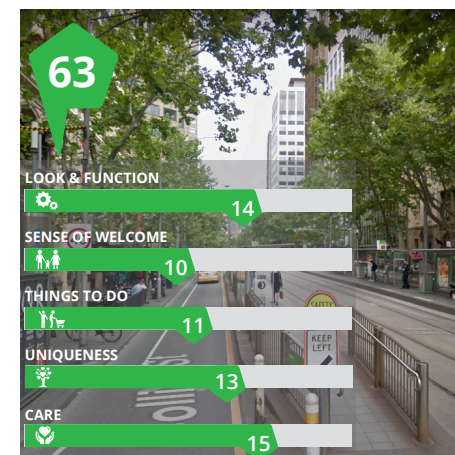 63
LOOK & FUNCTION
14
SENSE OF WELCOME
10
THINGS TO DO
11
SAFETY
KEEP
LEFT
UNIQUENESS
13
CARE
15